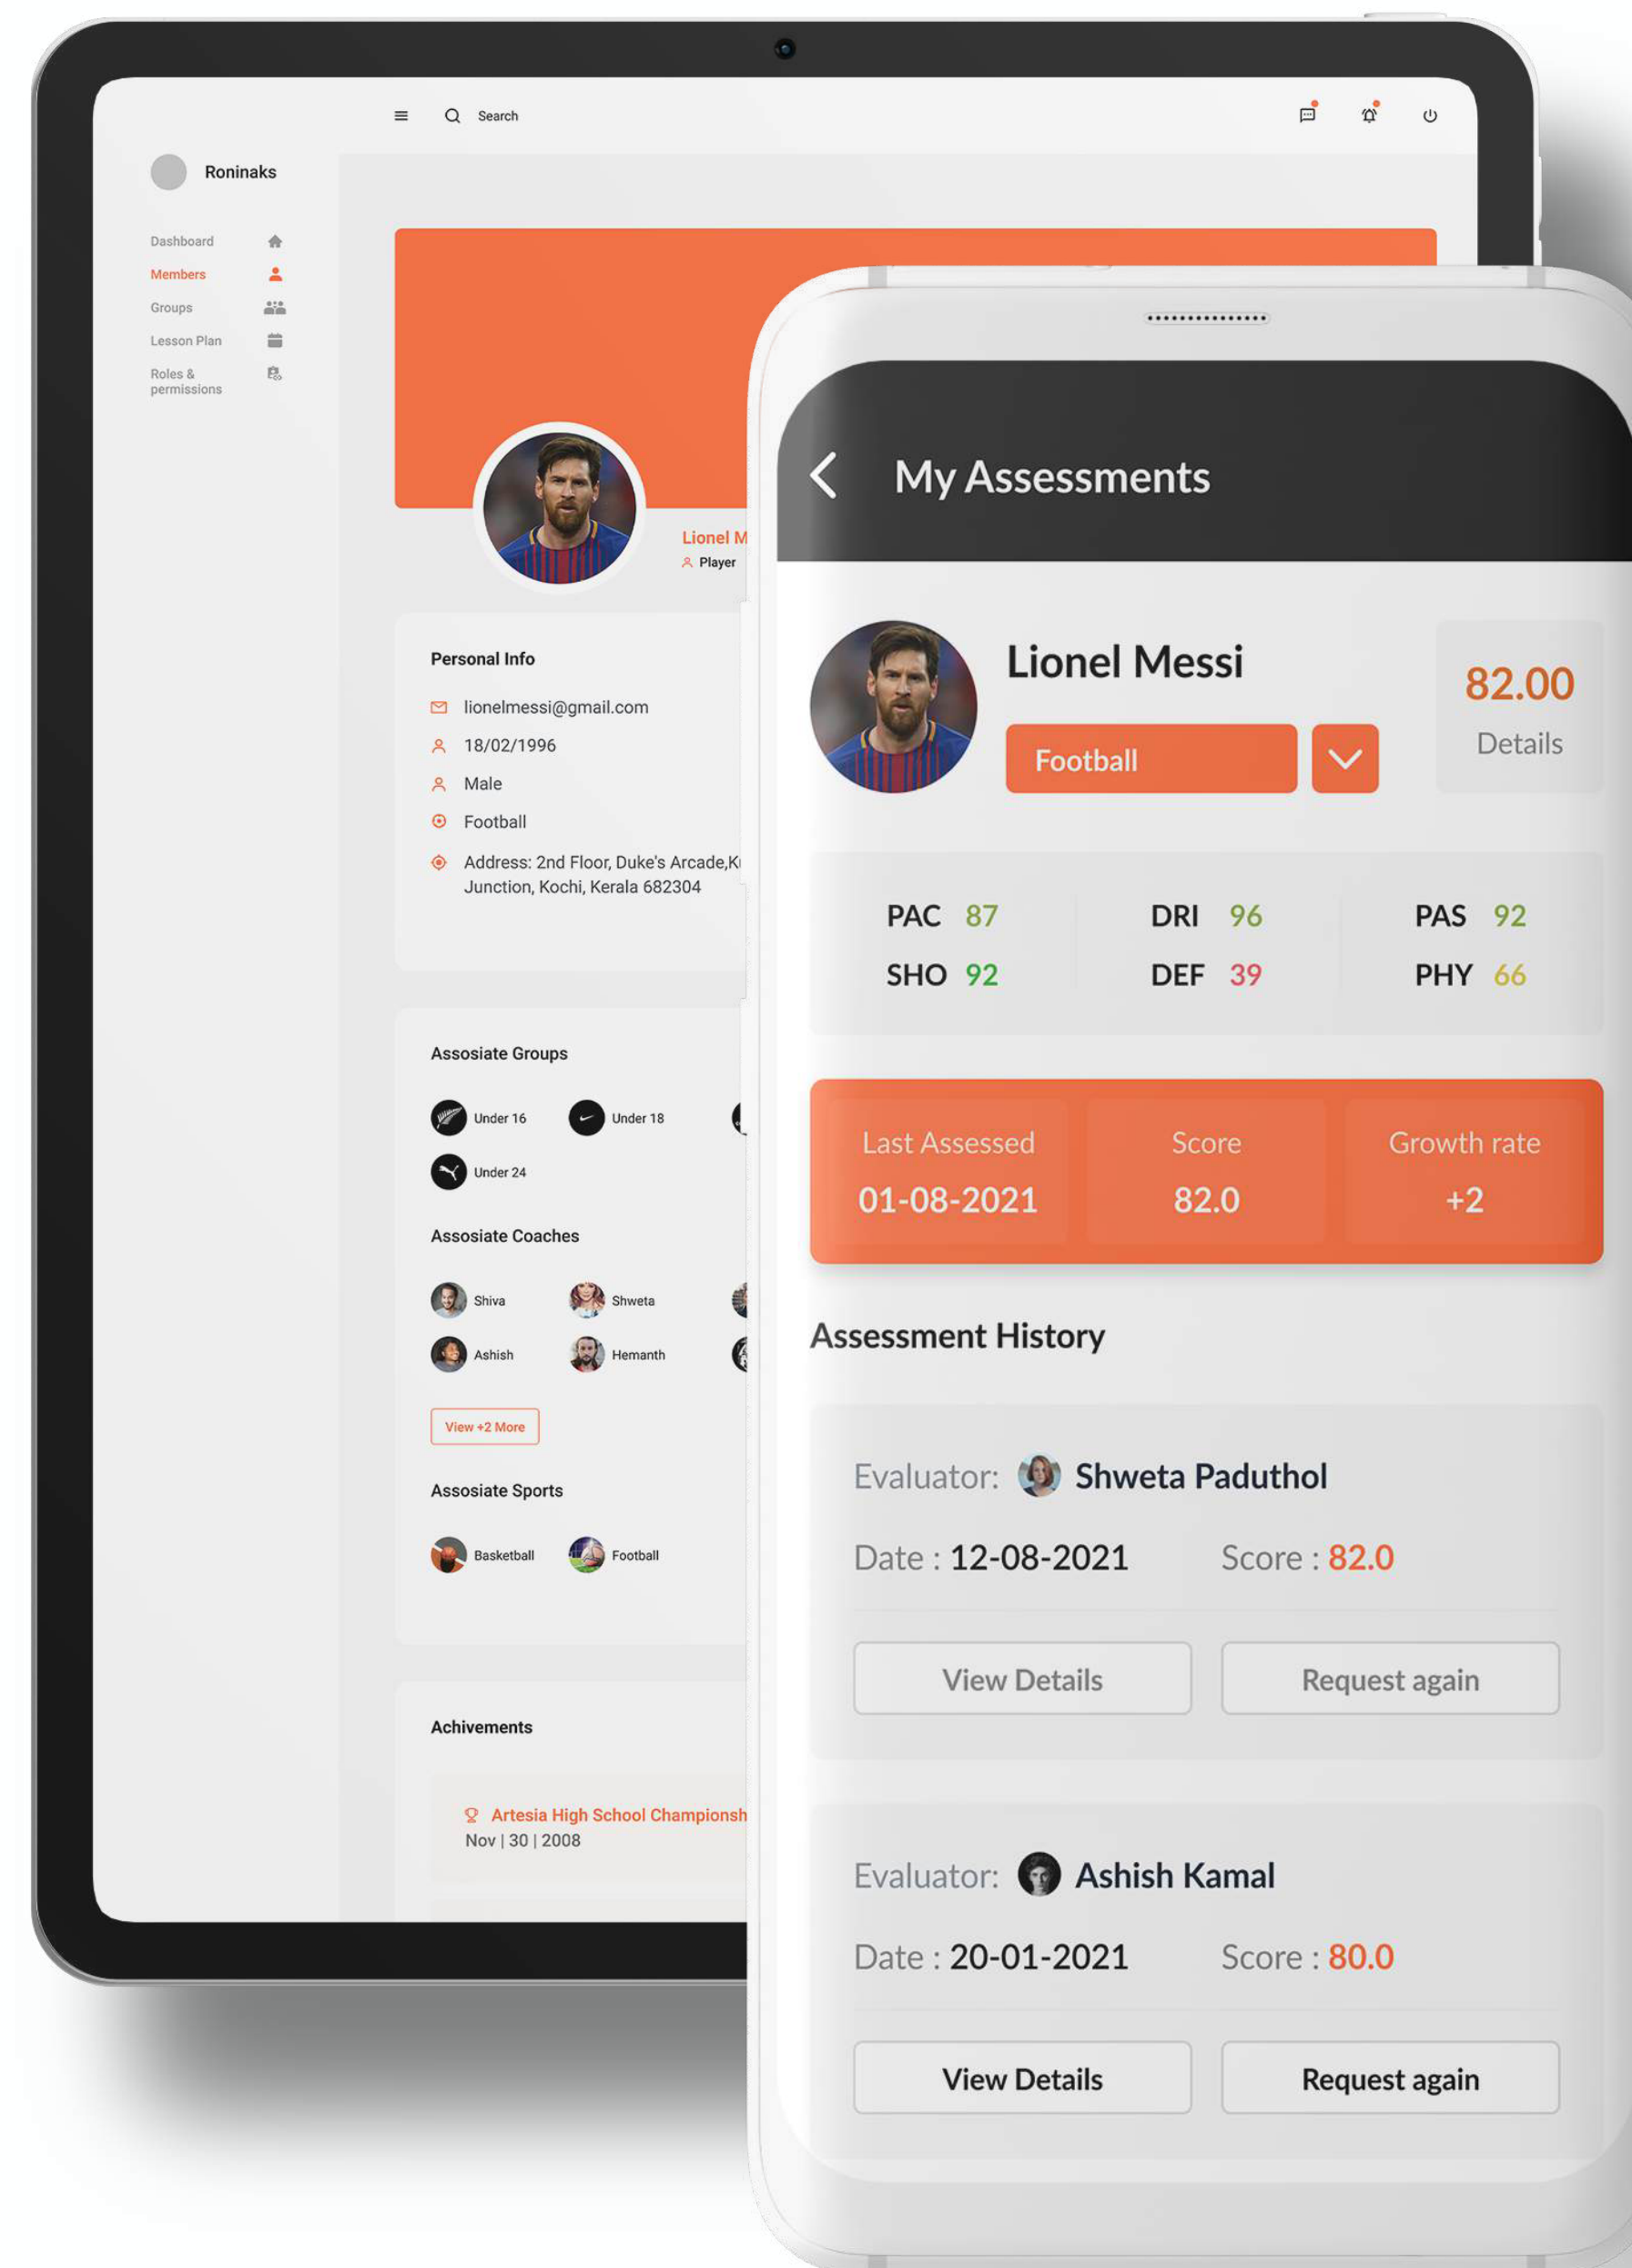 Search
Roninaks
Dashboard
Members
Groups
Lesson Plan
Roles &
permissions
Lionel M
Player
Personal Info
lionelmessi@gmail.com
18/02/1996
Male
Football
Address: 2nd Floor, Duke's Arcade,K
Junction, Kochi, Kerala 682304
Assosiate Groups
Under 16 Under 18
Under 24
Assosiate Coaches
Shiva Shweta
Ashish Hemanth
View +2 More
Assosiate Sports
Basketball Football
Achivements
Artesia High School Championsh
Nov | 30 | 2008
My Assessments
Lionel Messi
Football
82.00
Details
PAC 87 DRI 96 PAS 92
SHO 92 DEF 39 PHY 66
Last Assessed Score Growth rate
01-08-2021 82.0 +2
Assessment History
Evaluator: Shweta Paduthol
Date : 12-08-2021 Score : 82.0
View Details Request again
Evaluator: Ashish Kamal
Date : 20-01-2021 Score : 80.0
View Details Request again